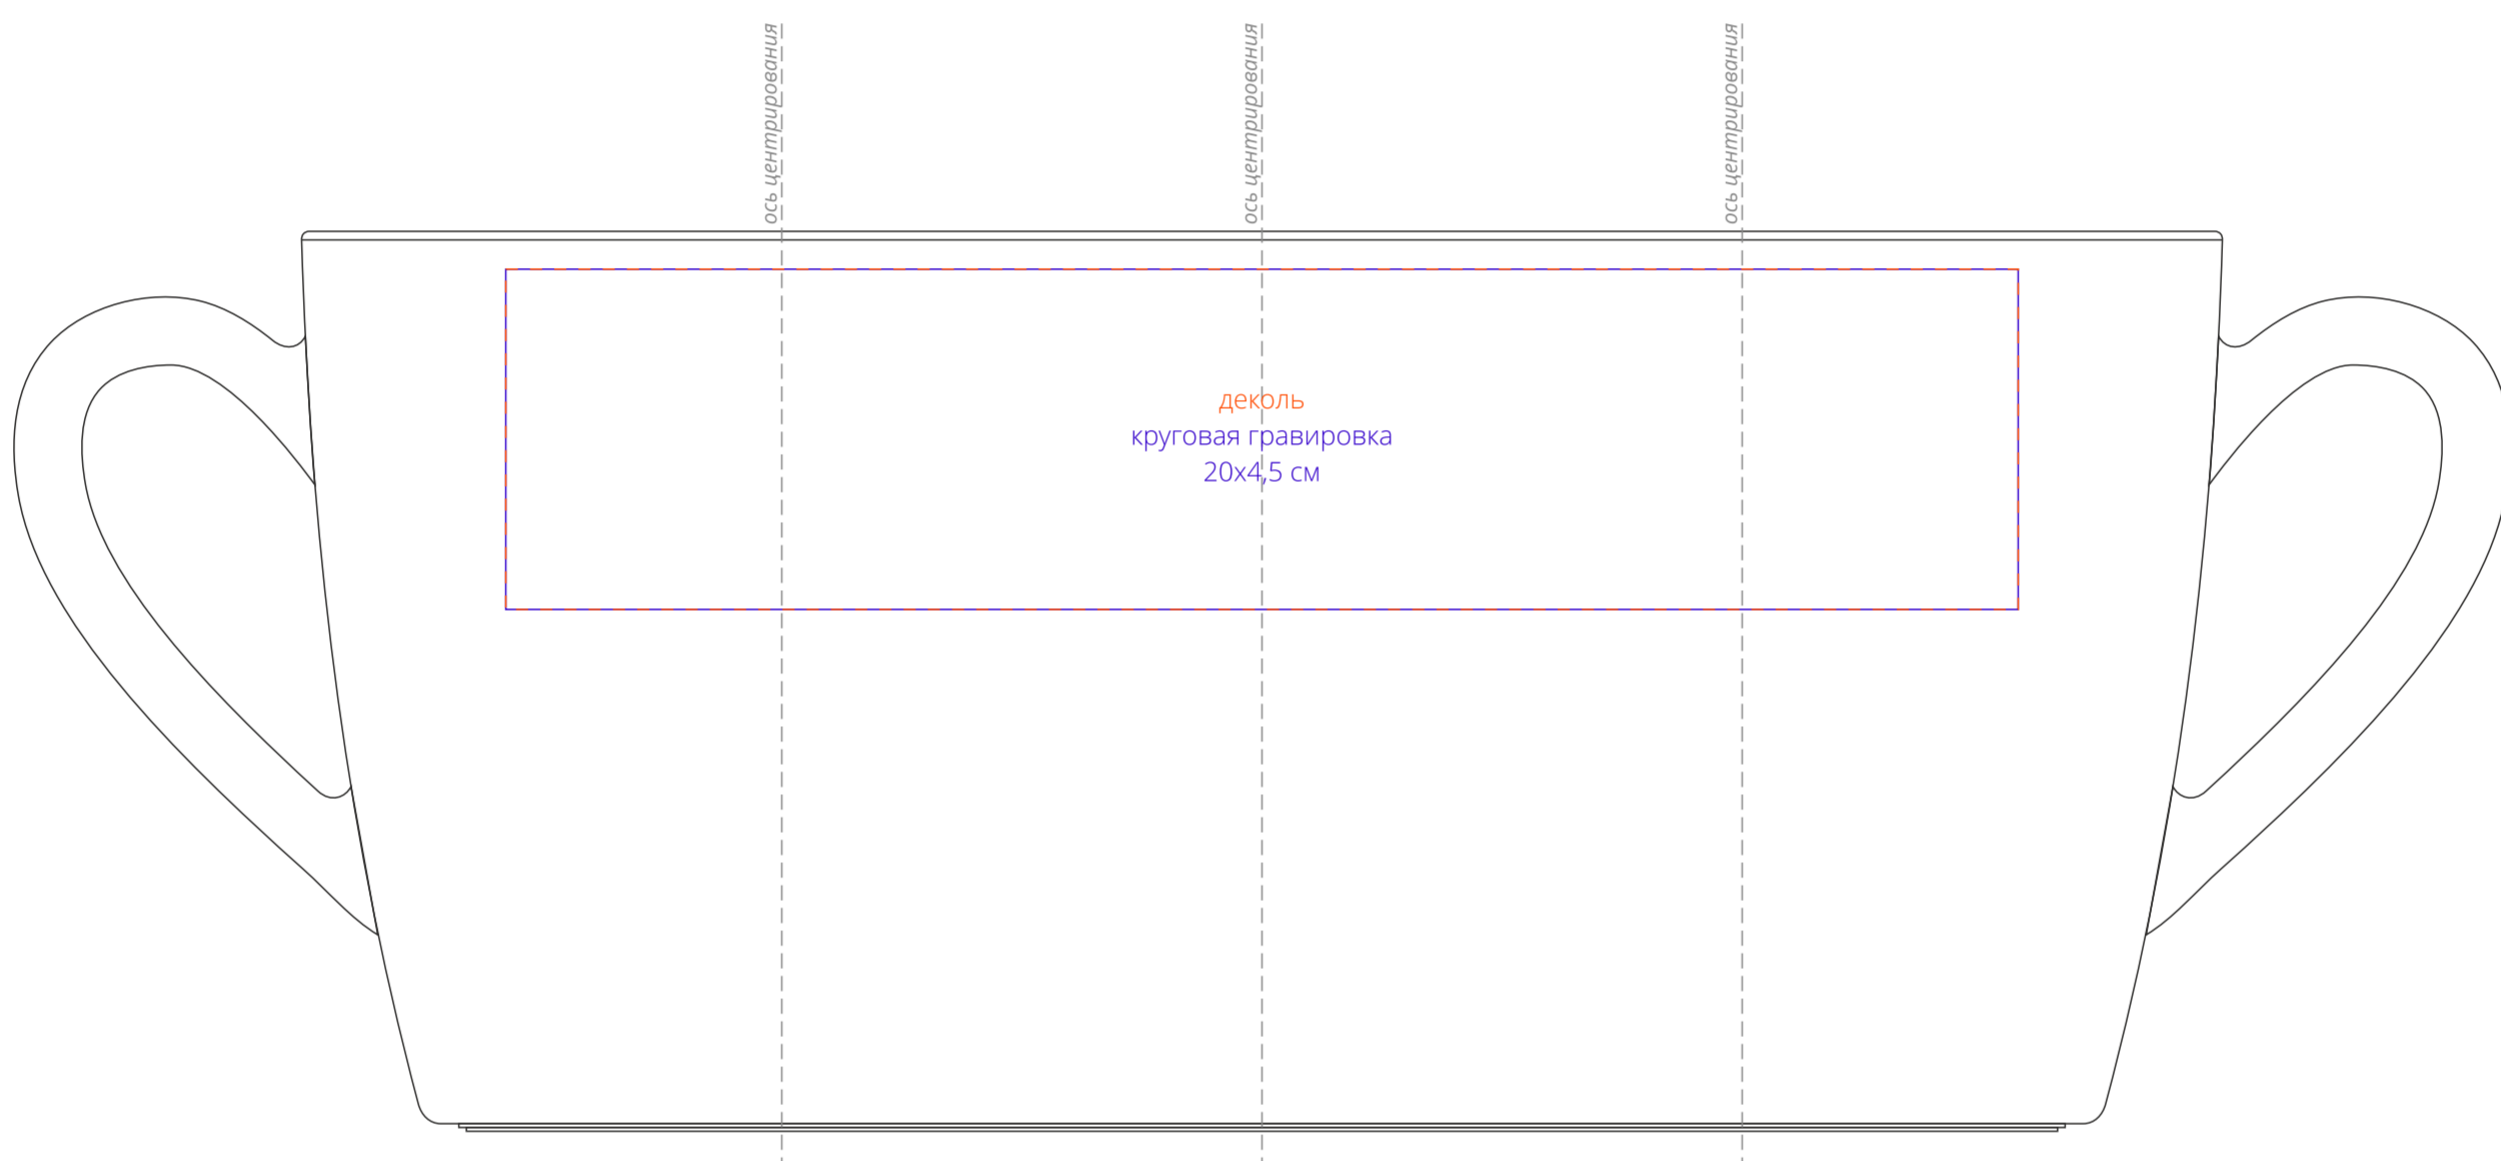 ось центрирования
ось центрирования
ось центрирования
деколь
круговая гравировка
20х4,5 см